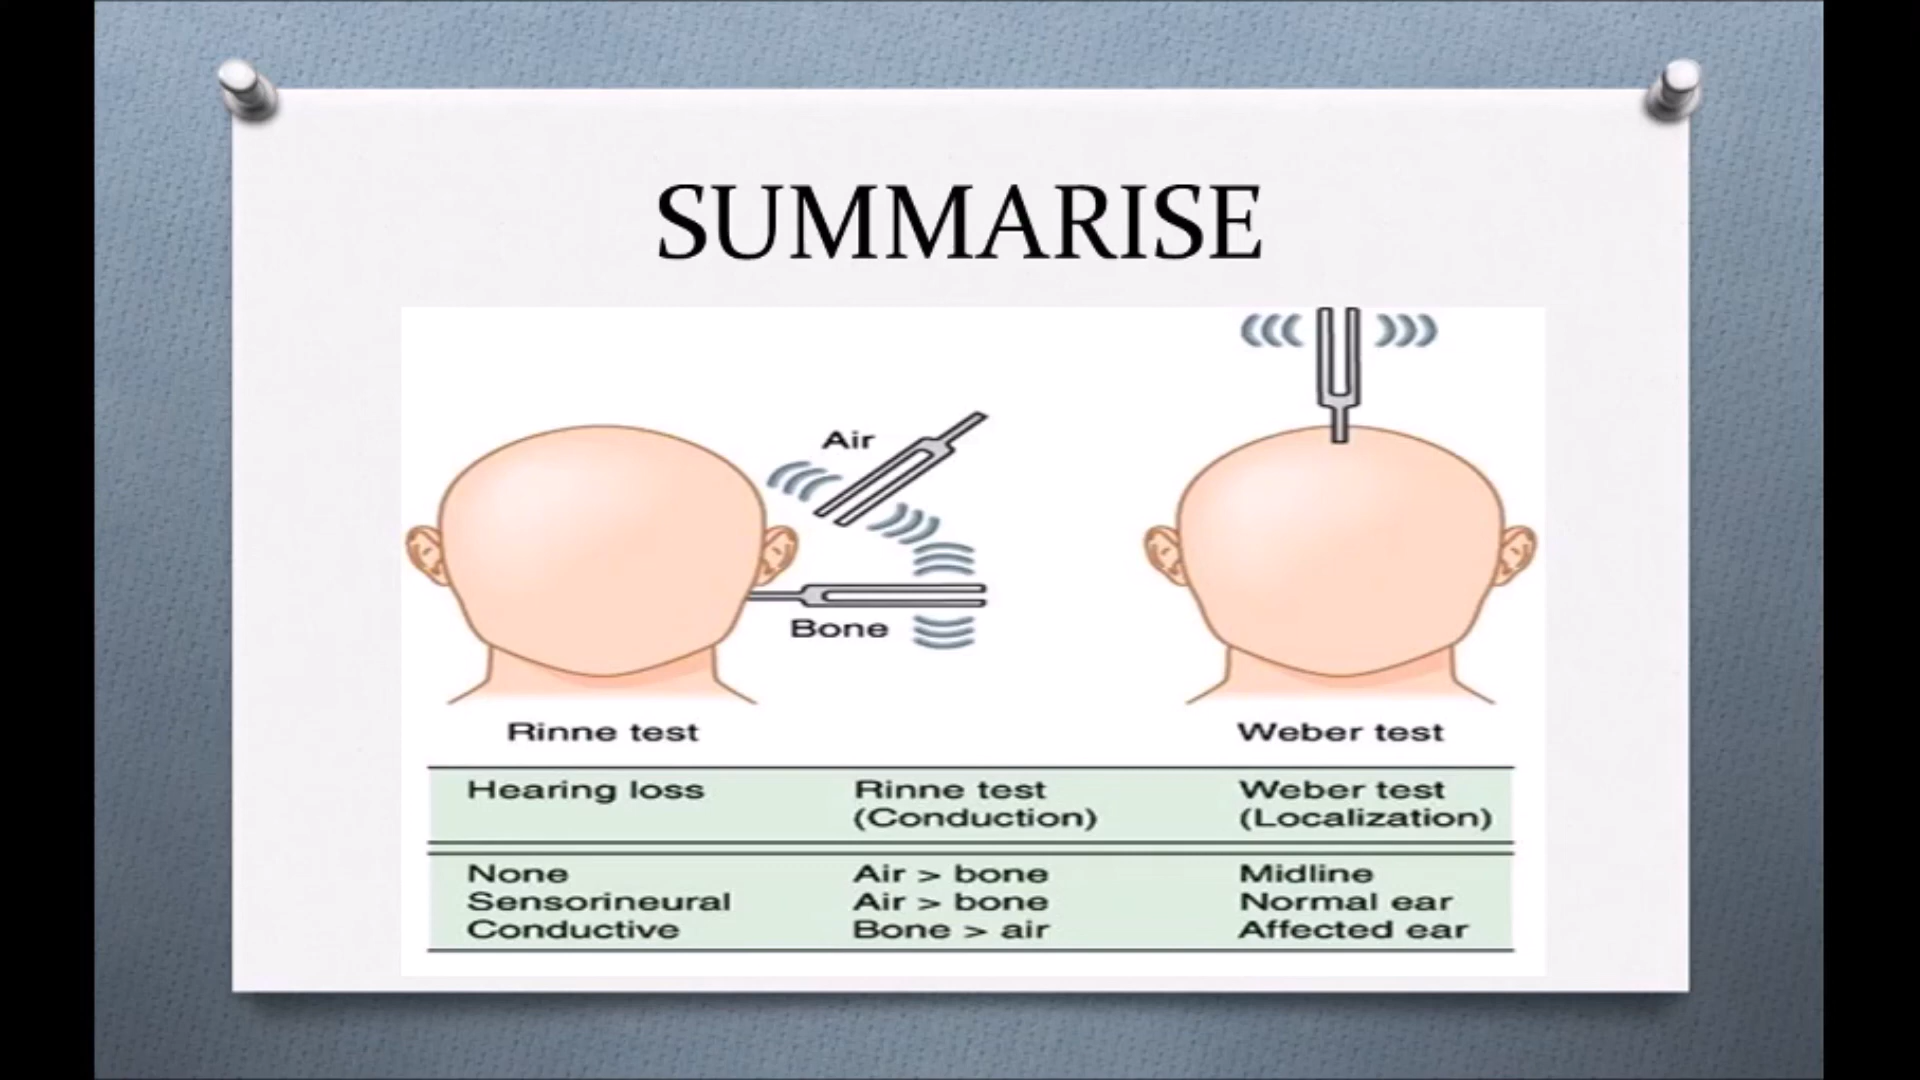 SUMMARISE
Air
Bone
Rinne test
Weber test
Hearing loss Rinne test Weber test
(Conduction) (Localization)
None Air > bone Midline
Sensorineural Air > bone Normal ear
Conductive Bone > air Affected ear